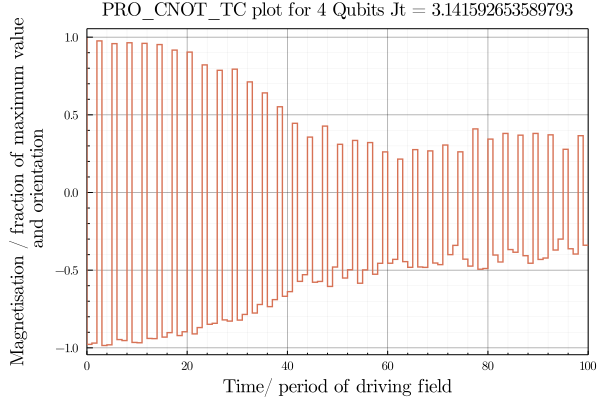 PRO_CNOT_TC plot for 4 Qubits Jt = 3.141592653589793
Magnetisation / fraction of maximum value
and orientation
1.0
0.5
0.0
−0.5
−1.0
0 20 40 60 80 100
Time/ period of driving field